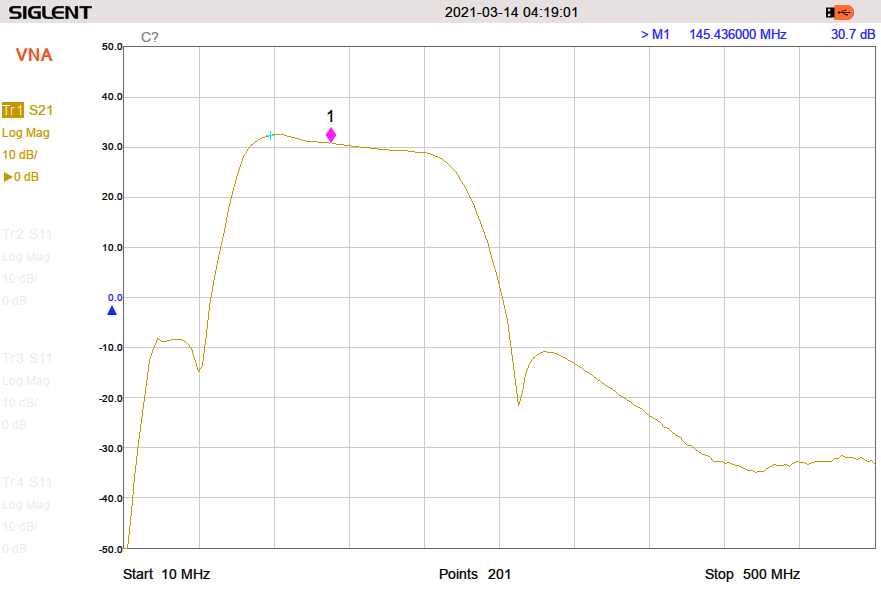 SIGLENT 2021-03-14 04:19:01
C? > M1 145.436000 MHz 30.7 dB
VNA
50.0
40.0
Tr1 S21
Log Mag
10 dB/
▶0 dB
1
30.0
20.0
Tr2 S11
Log Mag
10 dB/
0 dB
10.0
0.0
-10.0
Tr3 S11
Log Mag
10 dB/
0 dB
-20.0
-30.0
Tr4 S11
Log Mag
10 dB/
0 dB
-40.0
-50.0
Start 10 MHz Points 201 Stop 500 MHz